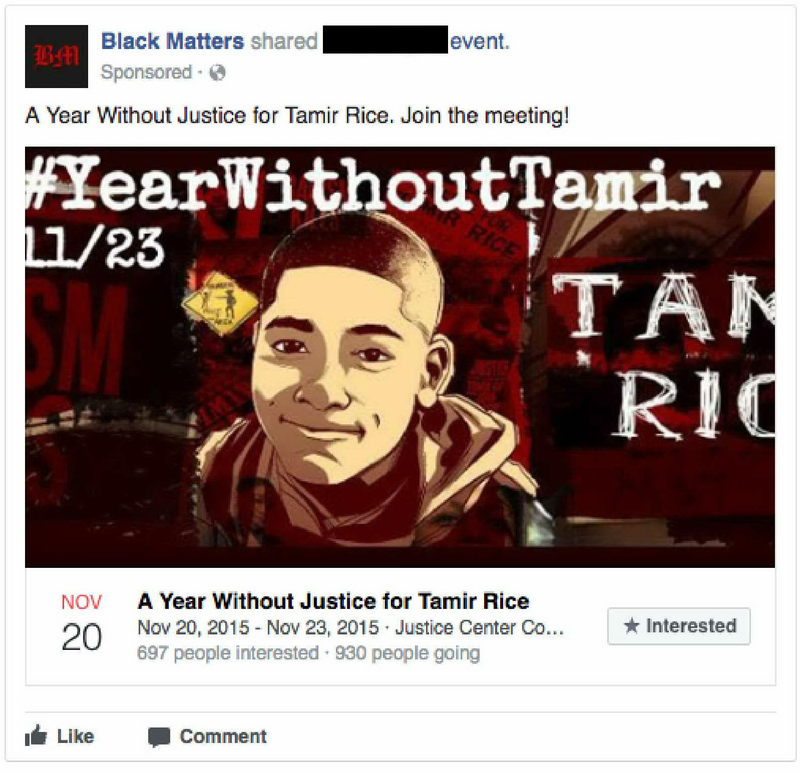 BM
Black Matters shared event.
Sponsored ·
A Year Without Justice for Tamir Rice. Join the meeting!
#YearWithoutTamir
11/23
RICE
SM
TAM
RIC
NOV
20
A Year Without Justice for Tamir Rice
Nov 20, 2015 - Nov 23, 2015 · Justice Center Co...
697 people interested · 930 people going
★ Interested
Like
Comment